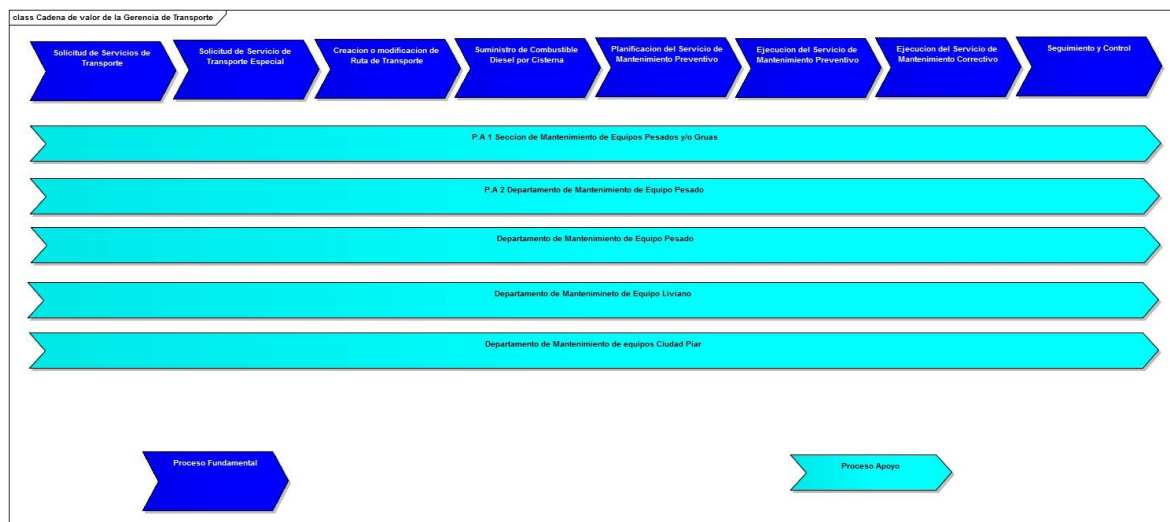 class Cadena de valor de la Gerencia de Transporte
Solicitud de Servicios de
Transporte
Solicitud de Servicio de
Transporte Especial
Creacion o modificacion de
Ruta de Transporte
Suministro de Combustible
Diesel por Cisterna
Planificacion del Servicio de
Mantenimiento Preventivo
Ejecucion del Servicio de
Mantenimiento Preventivo
Ejecucion del Servicio de
Mantenimiento Correctivo
Seguimiento y Control
P.A 1 Seccion de Mantenimiento de Equipos Pesados y/o Gruas
P.A 2 Departamento de Mantenimiento de Equipo Pesado
Departamento de Mantenimiento de Equipo Pesado
Departamento de Mantenimineto de Equipo Liviano
Departamento de Mantenimiento de equipos Ciudad Piar
Proceso Fundamental
Proceso Apoyo